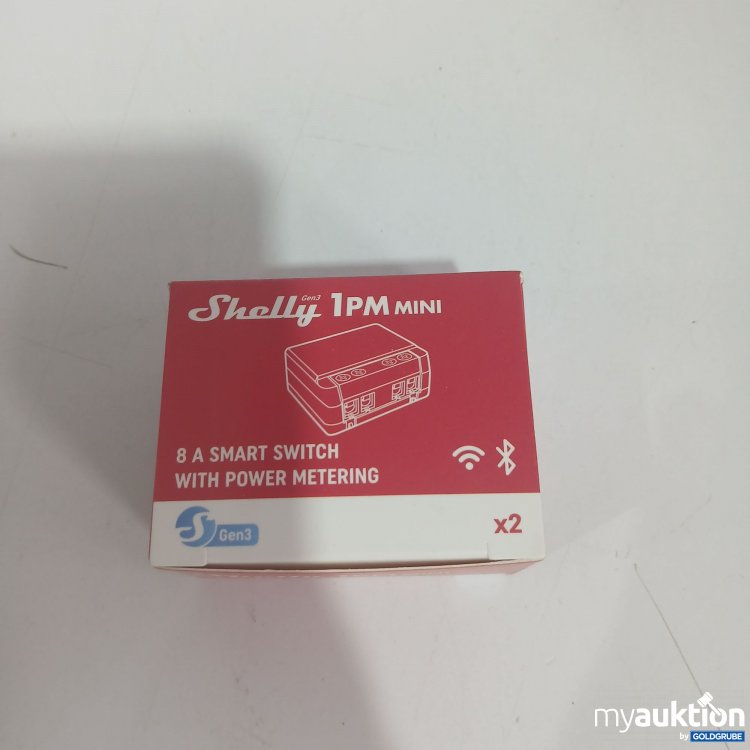 Shelly Gen3 1PM MINI
8 A SMART SWITCH
WITH POWER METERING
S Gen3
x2
myauktion
by GOLDGRUBE